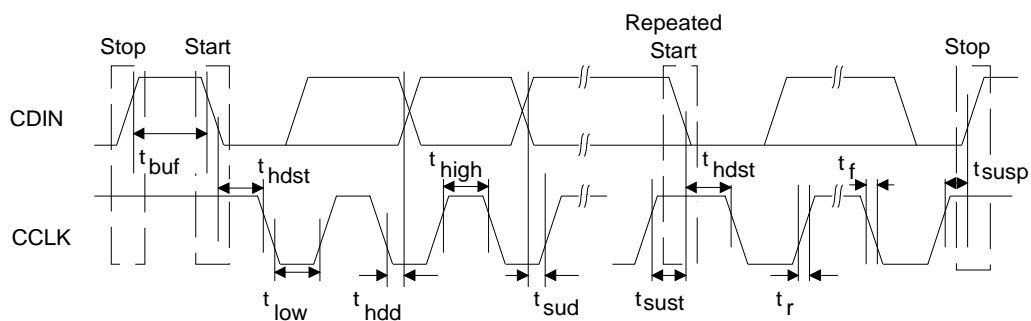 Repeated
Stop Start Start Stop
CDIN
t buf t hdst t high t hdst t f t susp
CCLK
t low t hdd t sud t sust t r